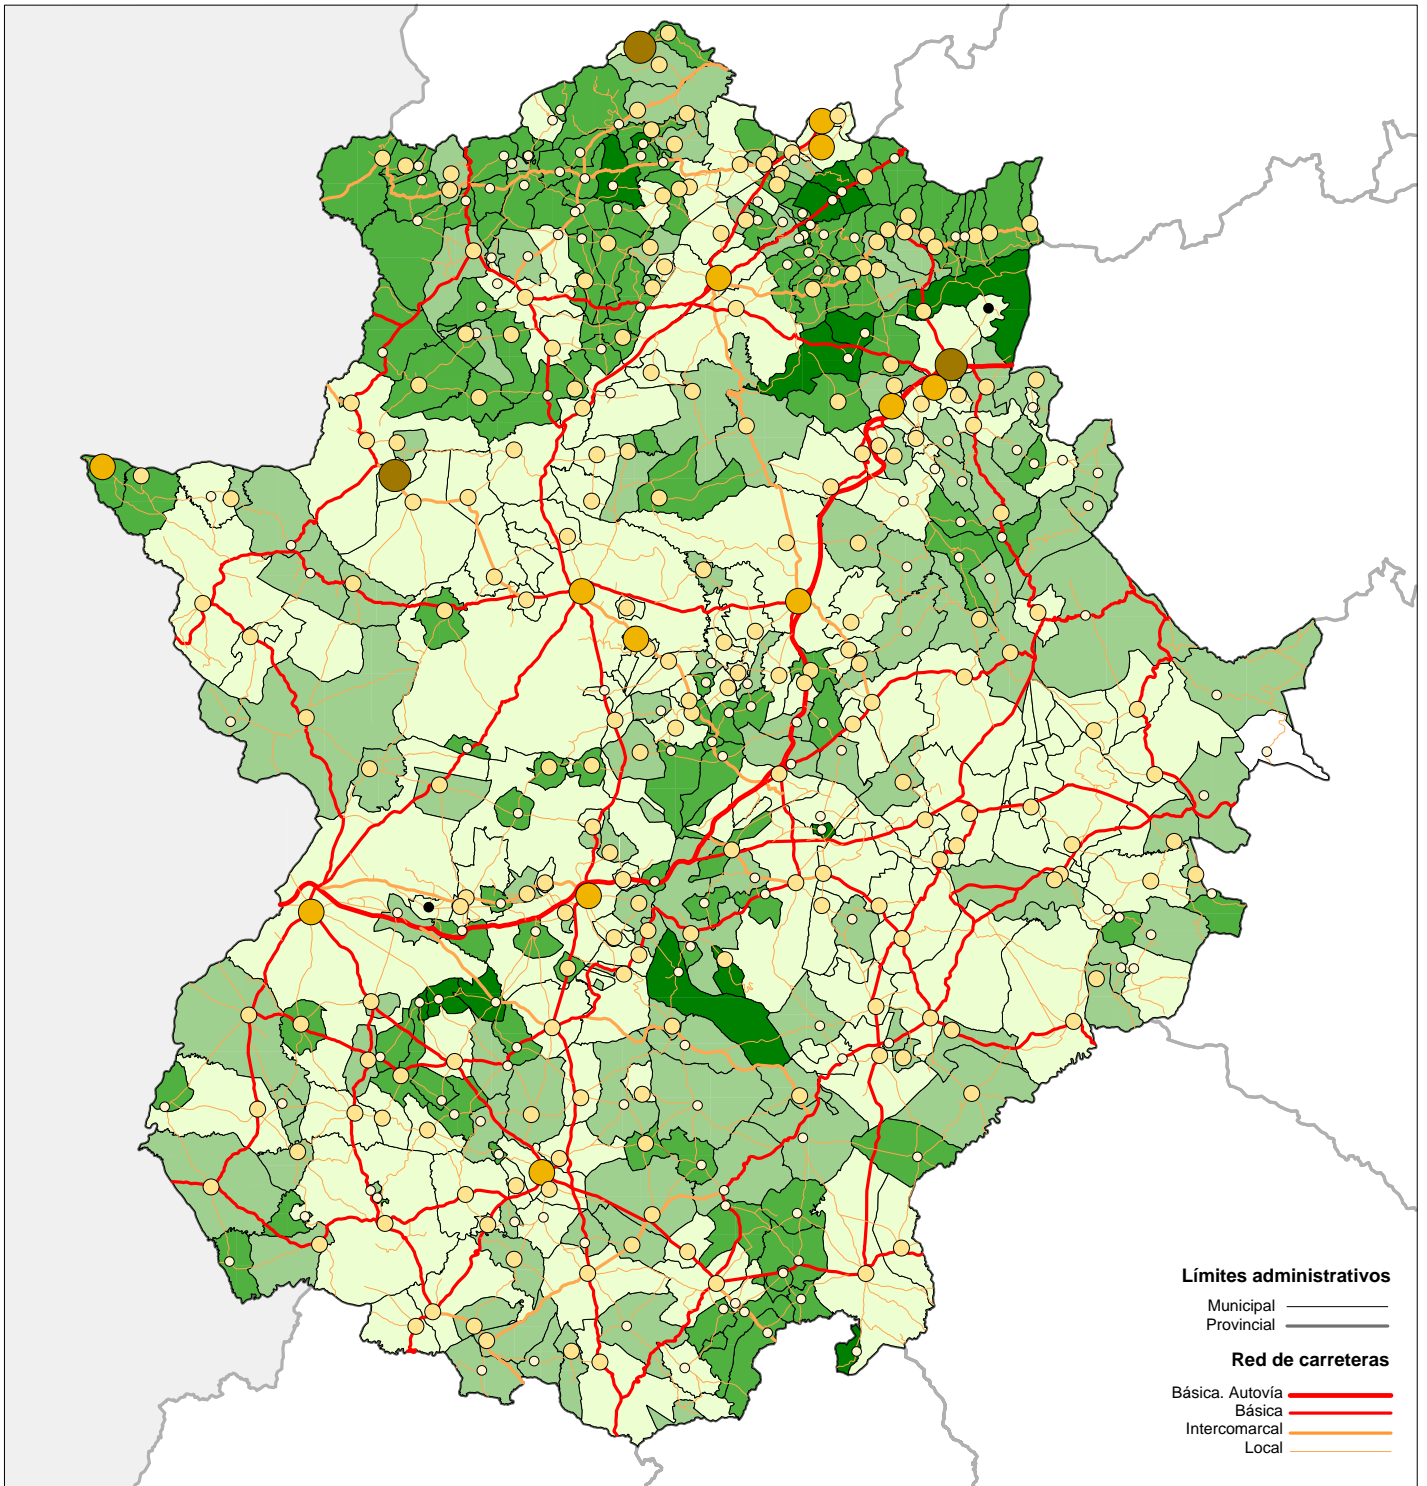 Límites administrativos
Municipal
Provincial
Red de carreteras
Básica. Autovía
Básica
Intercomarcal
Local